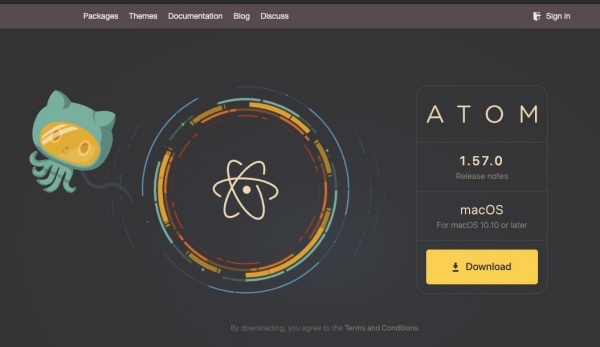 Packages Themes Documentation Blog Discuss Sign in
ATOM
1.57.0
Release notes
macOS
For macOS 10.10 or later
Download
By downloading, you agree to the Terms and Conditions.